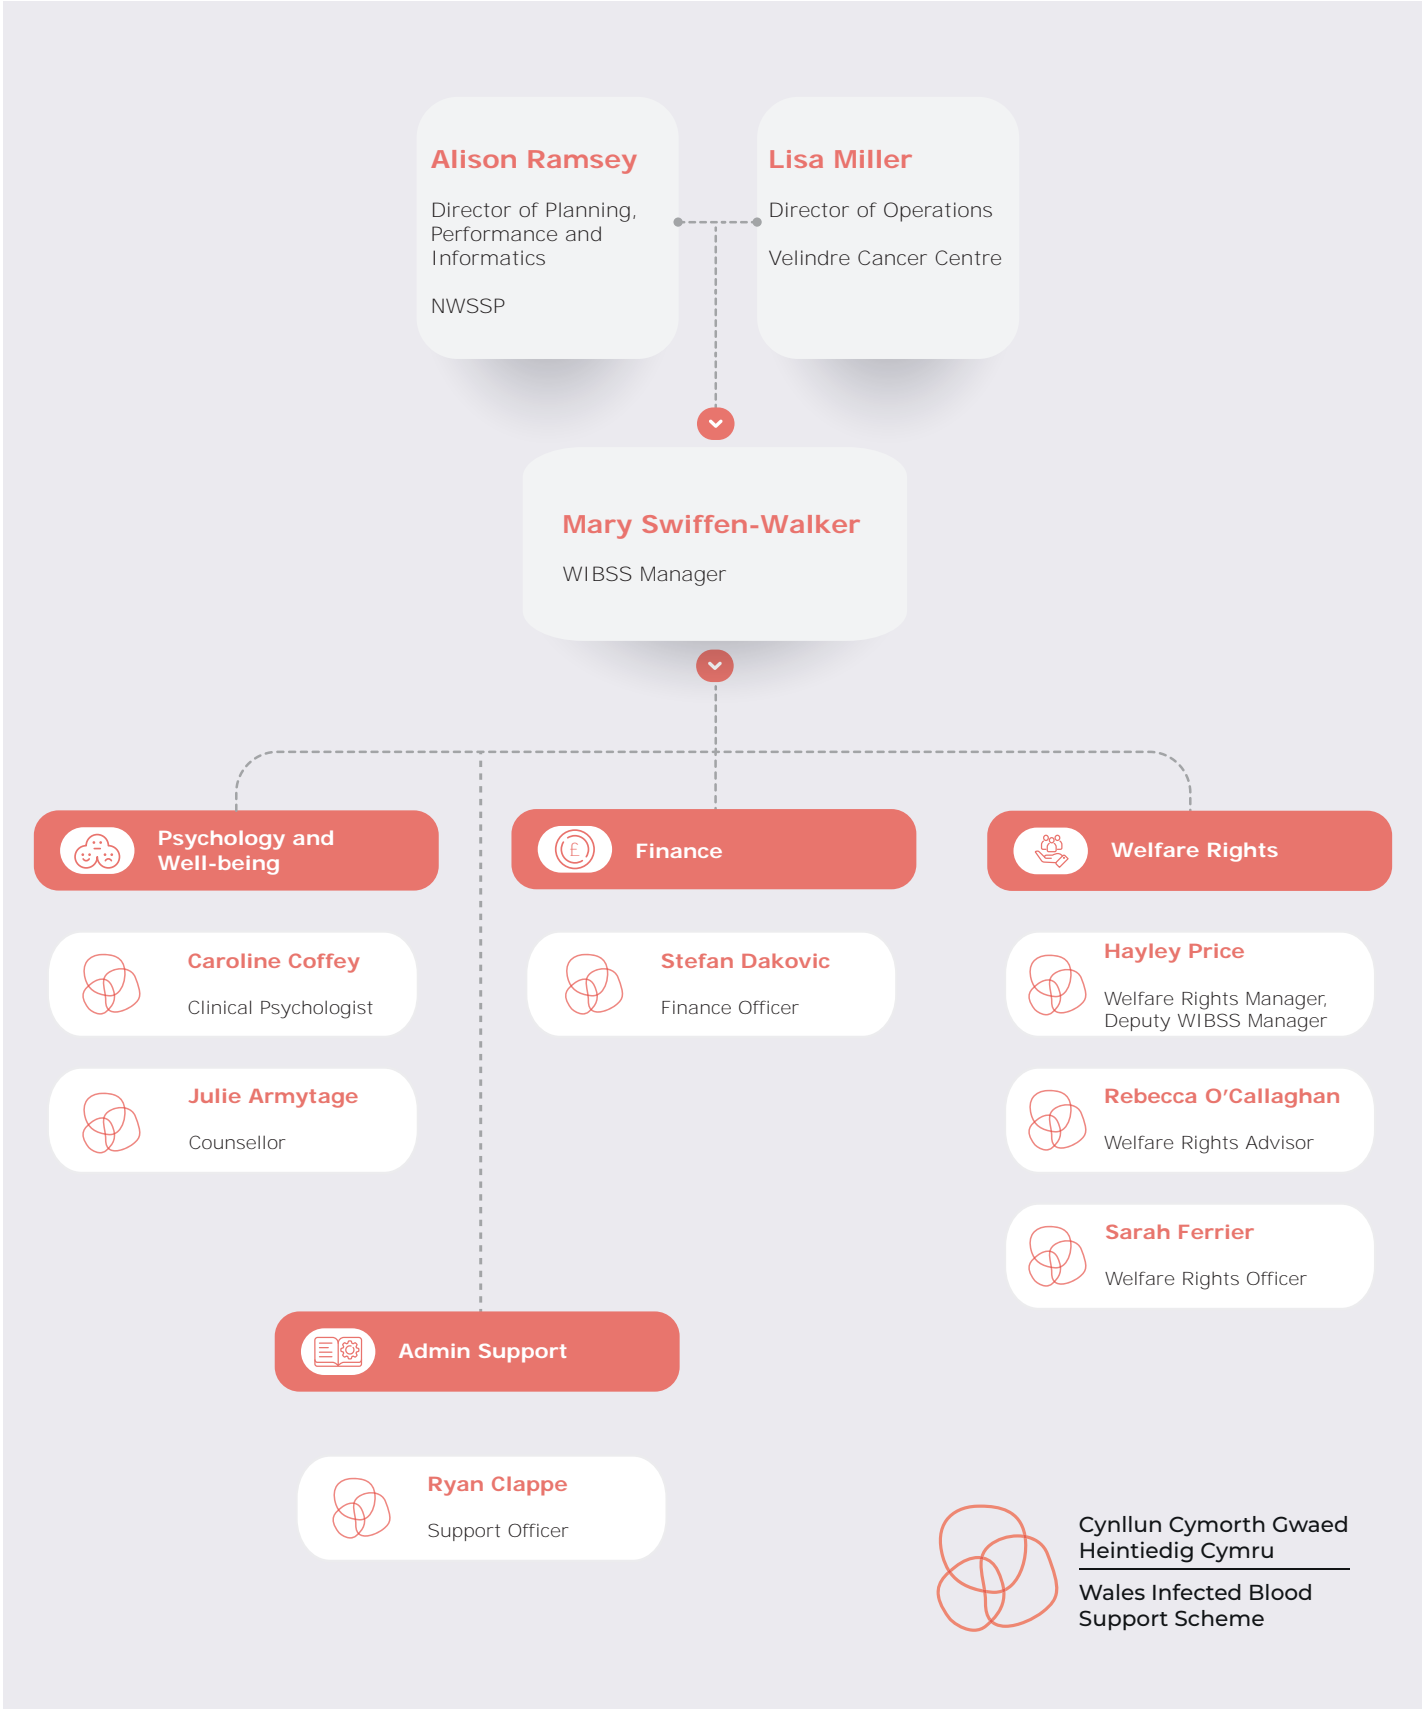 Alison Ramsey
Director of Planning,
Performance and
Informatics
NWSSP
Lisa Miller
Director of Operations
Velindre Cancer Centre
Mary Swiffen-Walker
WIBSS Manager
Psychology and
Well-being
Caroline Coffey
Clinical Psychologist
Julie Armytage
Counsellor
£
Finance
Stefan Dakovic
Finance Officer
Welfare Rights
Hayley Price
Welfare Rights Manager,
Deputy WIBSS Manager
Rebecca O’Callaghan
Welfare Rights Advisor
Sarah Ferrier
Welfare Rights Officer
Admin Support
Ryan Clappe
Support Officer
Cynllun Cymorth Gwaed
Heintiedig Cymru
Wales Infected Blood
Support Scheme